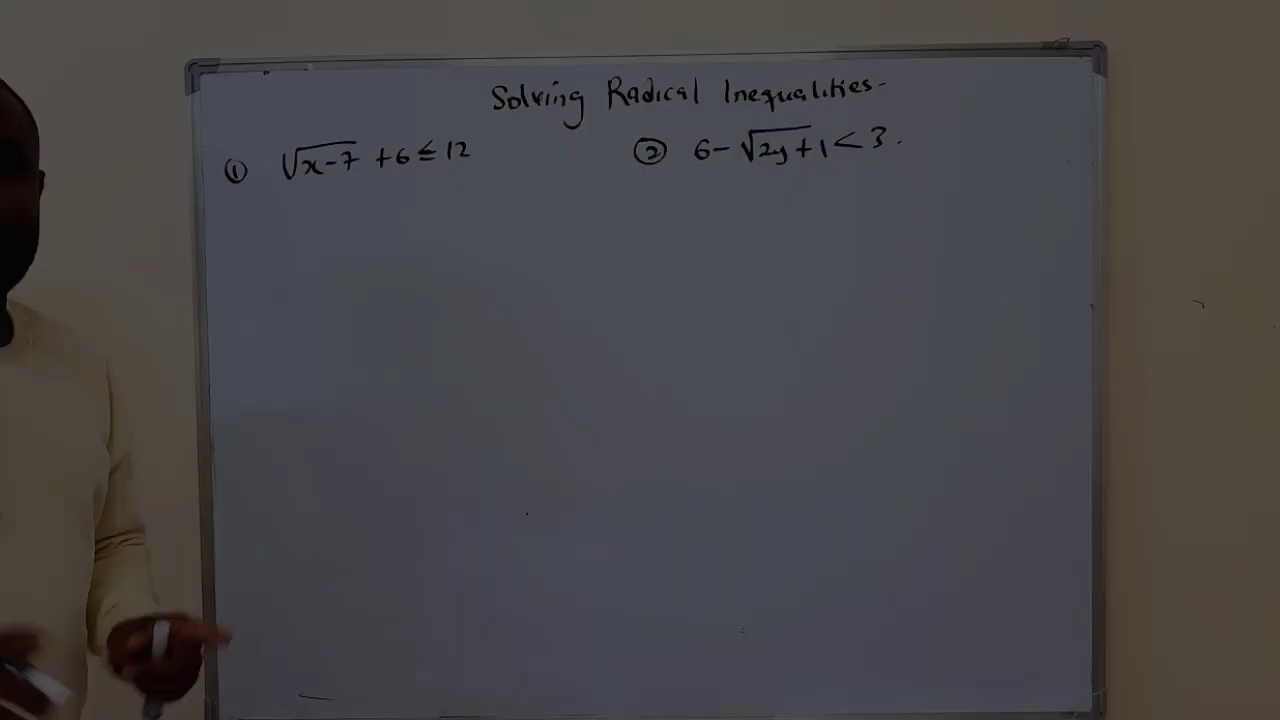 Solving Radical Inequalities-
① √x-7 +6 ≤ 12
② 6-√2y+1 < 3.